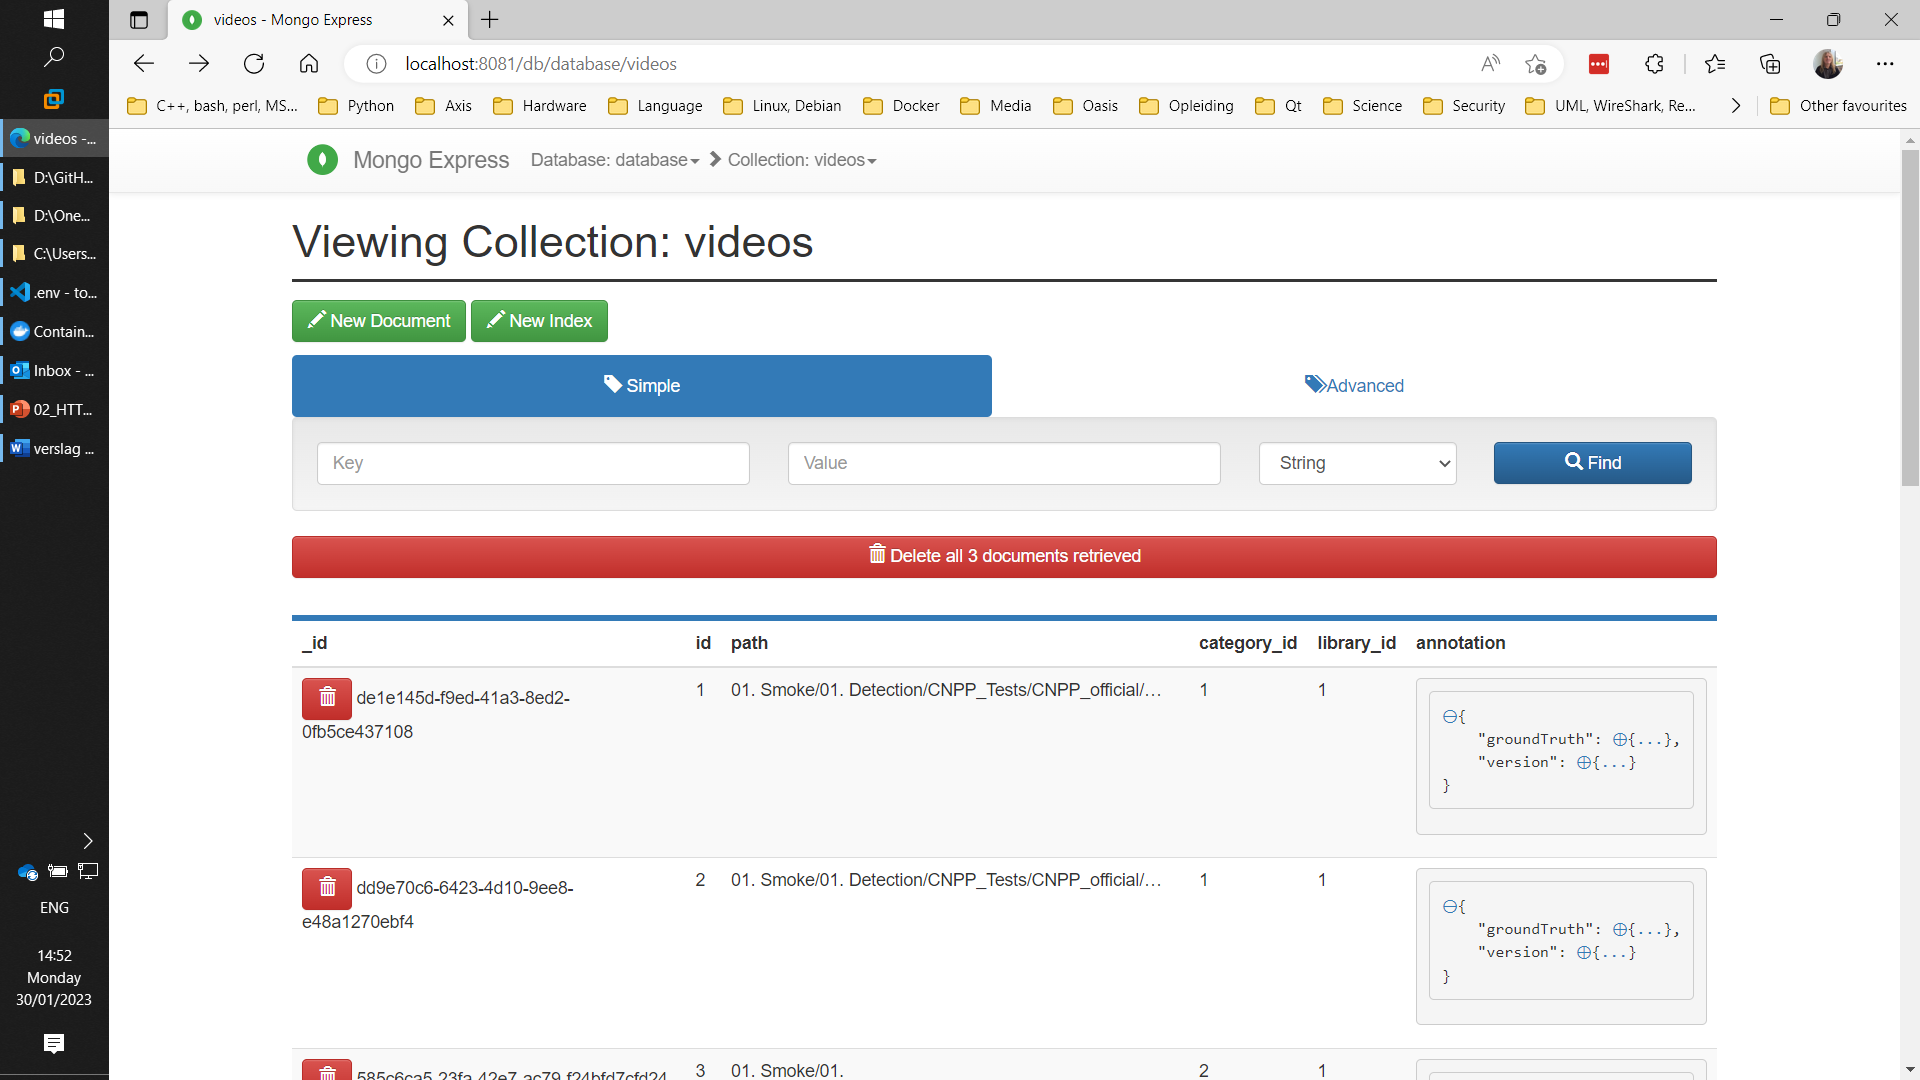 videos - Mongo Express
localhost:8081/db/database/videos
C++, bash, perl, MS...
Python
Axis
Hardware
Language
Linux, Debian
Docker
Media
Oasis
Opleiding
Qt
Science
Security
UML, WireShark, Re...
Other favourites
videos -...
D:\GitH...
D:\One...
C:\Users...
.env - to...
Contain...
Inbox - ...
02_HTT...
verslag ...
ENG
14:52
Monday
30/01/2023
Mongo Express Database: database Collection: videos
Viewing Collection: videos
New Document New Index
Simple Advanced
Key Value String Find
Delete all 3 documents retrieved
_id id path category_id library_id annotation
de1e145d-f9ed-41a3-8ed2-
0fb5ce437108
1 01. Smoke/01. Detection/CNPP_Tests/CNPP_official/... 1 1
{
"groundTruth": {...},
"version": {...}
}
dd9e70c6-6423-4d10-9ee8-
e48a1270ebf4
2 01. Smoke/01. Detection/CNPP_Tests/CNPP_official/... 1 1
{
"groundTruth": {...},
"version": {...}
}
585c6ca5-23fa-42e7-ac79-f24bfd7cfd24 3 01. Smoke/01. 2 1